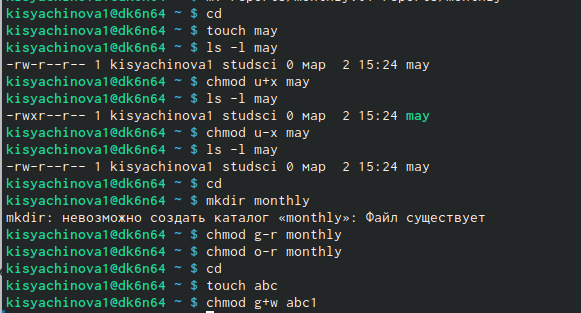 kisyachinova1@dk6n64 ~ $ cd
kisyachinova1@dk6n64 ~ $ touch may
kisyachinova1@dk6n64 ~ $ ls -l may
-rw-r--r-- 1 kisyachinova1 studsci 0 мар  2 15:24 may
kisyachinova1@dk6n64 ~ $ chmod u+x may
kisyachinova1@dk6n64 ~ $ ls -l may
-rwxr--r-- 1 kisyachinova1 studsci 0 мар  2 15:24 may
kisyachinova1@dk6n64 ~ $ chmod u-x may
kisyachinova1@dk6n64 ~ $ ls -l may
-rw-r--r-- 1 kisyachinova1 studsci 0 мар  2 15:24 may
kisyachinova1@dk6n64 ~ $ cd
kisyachinova1@dk6n64 ~ $ mkdir monthly
mkdir: невозможно создать каталог «monthly»: Файл существует
kisyachinova1@dk6n64 ~ $ chmod g-r monthly
kisyachinova1@dk6n64 ~ $ chmod o-r monthly
kisyachinova1@dk6n64 ~ $ cd
kisyachinova1@dk6n64 ~ $ touch abc
kisyachinova1@dk6n64 ~ $ chmod g+w abc1